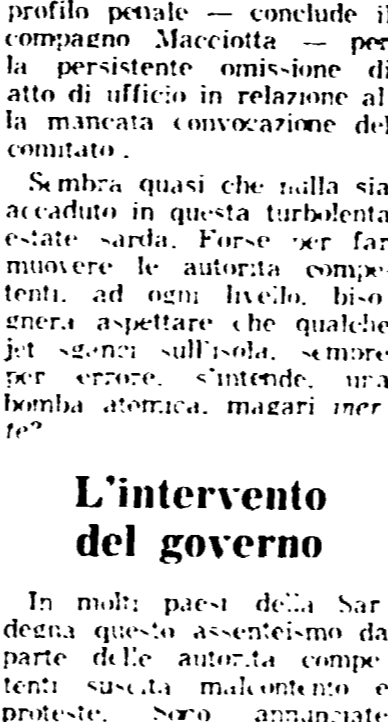 profilo penale — conclude il
compagno Macciotta — per
la persistente omissione di
atto di ufficio in relazione al
la mancata convocazione del
comitato.
Sembra quasi che nulla sia
accaduto in questa turbolenta
estate sarda. Forse per far
muovere le autorità compe
tenti, ad ogni livello, biso
gnerà aspettare che qualche
jet sganci sull'isola, sempre
per errore, s'intende, una
bomba atomica, magari iner
te?
L'intervento
del governo
In molti paesi della Sar
degna questo assenteismo da
parte delle autorità compe
tenti suscita malcontento e
proteste. Sono annunciate